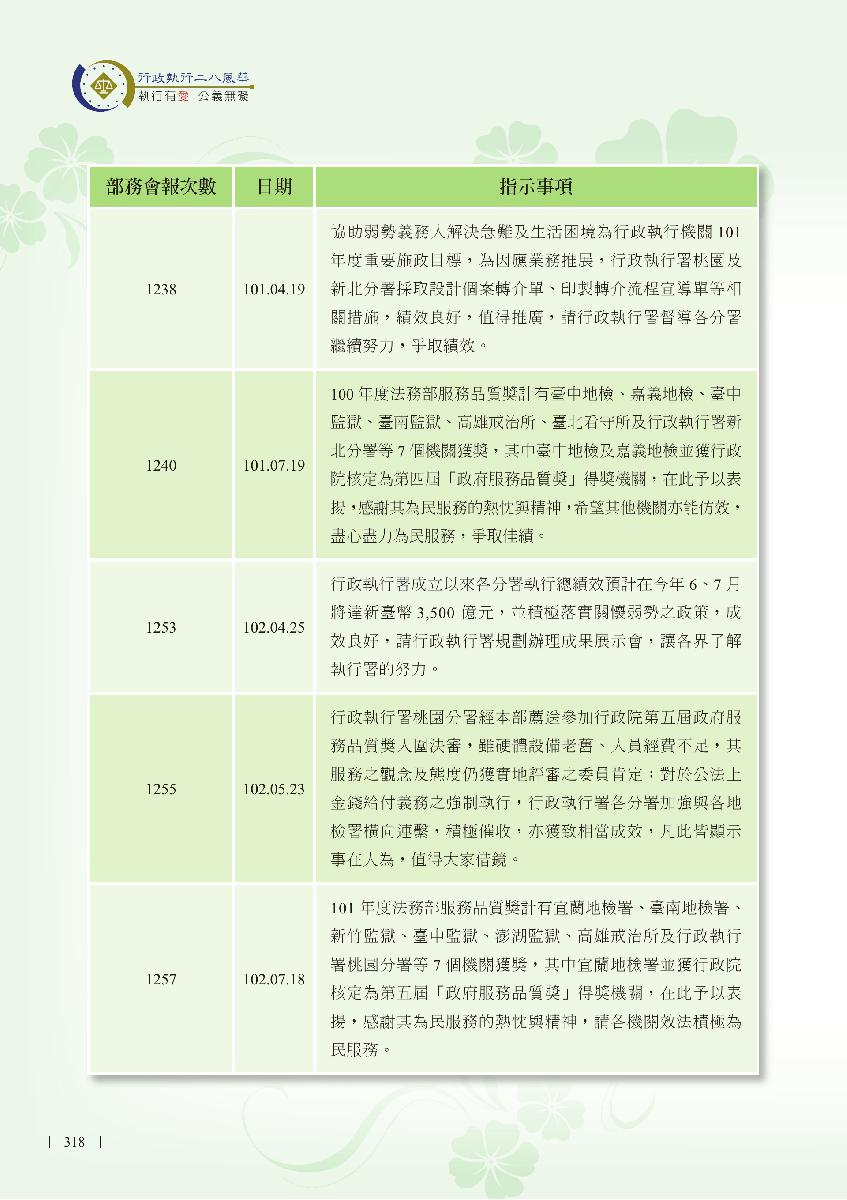 行政執行二八風華
執行有愛 公義無礙
部務會報次數
日期
指示事項
1238
101.04.19
協助弱勢義務人解決急難及生活困境為行政執行機關 101
年度重要施政目標，為因應業務推展，行政執行署桃園及
新北分署採取設計個案轉介單、印製轉介流程宣導單等相
關措施，績效良好，值得推廣，請行政執行署督導各分署
繼續努力，爭取績效。
1240
101.07.19
100 年度法務部服務品質獎計有臺中地檢、嘉義地檢、臺中
監獄、臺南監獄、高雄戒治所、臺北看守所及行政執行署新
北分署等 7 個機關獲獎，其中臺中地檢及嘉義地檢並獲行政
院核定為第四屆「政府服務品質獎」得獎機關，在此予以表
揚，感謝其為民服務的熱忱與精神，希望其他機關亦能仿效，
盡心盡力為民服務，爭取佳績。
1253
102.04.25
行政執行署成立以來各分署執行總績效預計在今年 6、7 月
將達新臺幣 3,500 億元，並積極落實關懷弱勢之政策，成
效良好，請行政執行署規劃辦理成果展示會，讓各界了解
執行署的努力。
1255
102.05.23
行政執行署桃園分署經本部薦送參加行政院第五屆政府服
務品質獎入圍決審，雖硬體設備老舊、人員經費不足，其
服務之觀念及態度仍獲實地評審之委員肯定；對於公法上
金錢給付義務之強制執行，行政執行署各分署加強與各地
檢署橫向連繫，積極催收，亦獲致相當成效，凡此皆顯示
事在人為，值得大家借鏡。
1257
102.07.18
101 年度法務部服務品質獎計有宜蘭地檢署、臺南地檢署、
新竹監獄、臺中監獄、澎湖監獄、高雄戒治所及行政執行
署桃園分署等 7 個機關獲獎，其中宜蘭地檢署並獲行政院
核定為第五屆「政府服務品質獎」得獎機關，在此予以表
揚，感謝其為民服務的熱忱與精神，請各機關效法積極為
民服務。
318